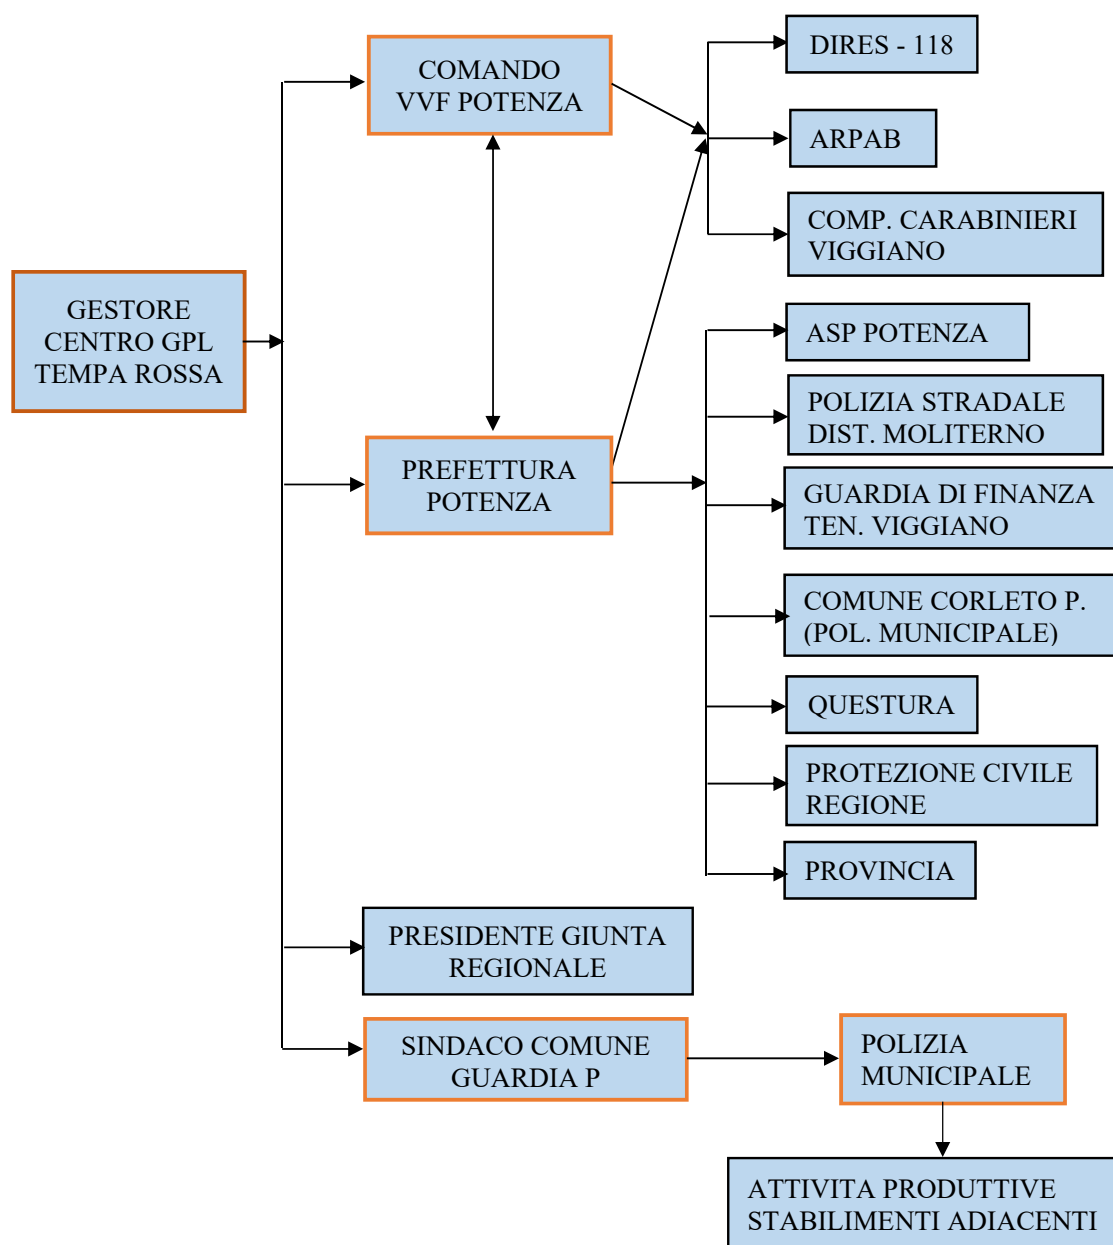 DIRES - 118
COMANDO
VVF POTENZA
ARPAB
COMP. CARABINIERI
VIGGIANO
GESTORE
CENTRO GPL
TEMPA ROSSA
ASP POTENZA
POLIZIA STRADALE
DIST. MOLITERNO
PREFETTURA
POTENZA
GUARDIA DI FINANZA
TEN. VIGGIANO
COMUNE CORLETO P.
(POL. MUNICIPALE)
QUESTURA
PROTEZIONE CIVILE
REGIONE
PROVINCIA
PRESIDENTE GIUNTA
REGIONALE
SINDACO COMUNE
GUARDIA P
POLIZIA
MUNICIPALE
ATTIVITA PRODUTTIVE
STABILIMENTI ADIACENTI